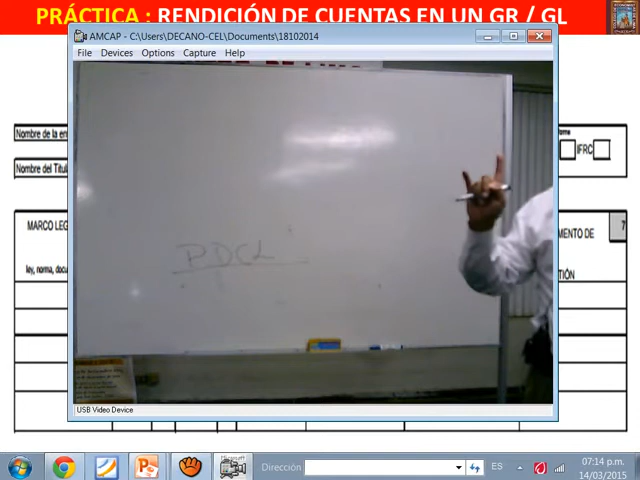 PRÁCTICA : RENDICIÓN DE CUENTAS EN UN GR / GL
AMCAP - C:\Users\DECANO-CEL\Documents\18102014
File Devices Options Capture Help
Nombre de la en
IFRC
Nombre del Titul
MARCO LEG
MENTO DE
7
ley, norma, docu
TIÓN
PDCL
USB Video Device
Dirección
ES
07:14 p.m.
14/03/2015